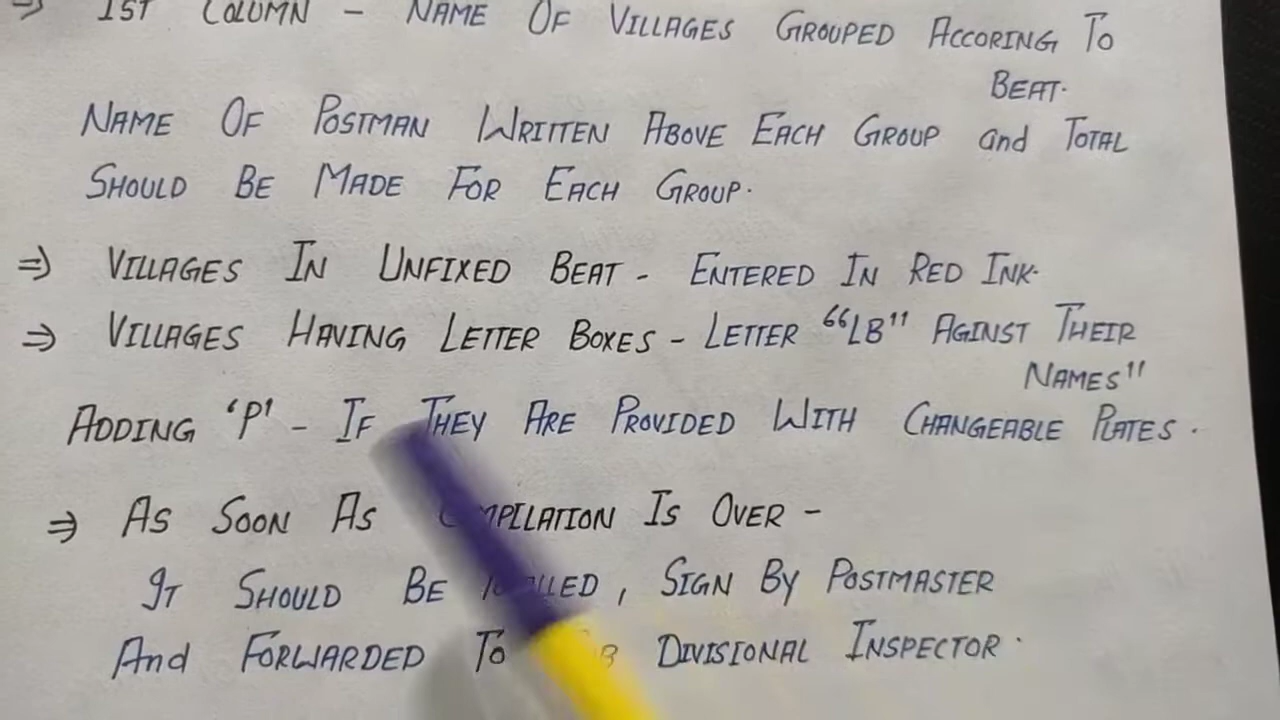 ⇒ 1ST COLUMN - NAME OF VILLAGES GROUPED ACCORING TO
BEAT.
NAME OF POSTMAN WRITTEN ABOVE EACH GROUP and TOTAL
SHOULD BE MADE FOR EACH GROUP.
⇒ VILLAGES IN UNFIXED BEAT - ENTERED IN RED INK.
⇒ VILLAGES HAVING LETTER BOXES - LETTER "LB" AGINST THEIR
NAMES"
ADDING 'P' - IF THEY ARE PROVIDED WITH CHANGEABLE PLATES.
⇒ AS SOON AS IS OVER -
IT SHOULD BE , SIGN BY POSTMASTER
And FORWARDED TO DIVISIONAL INSPECTOR.